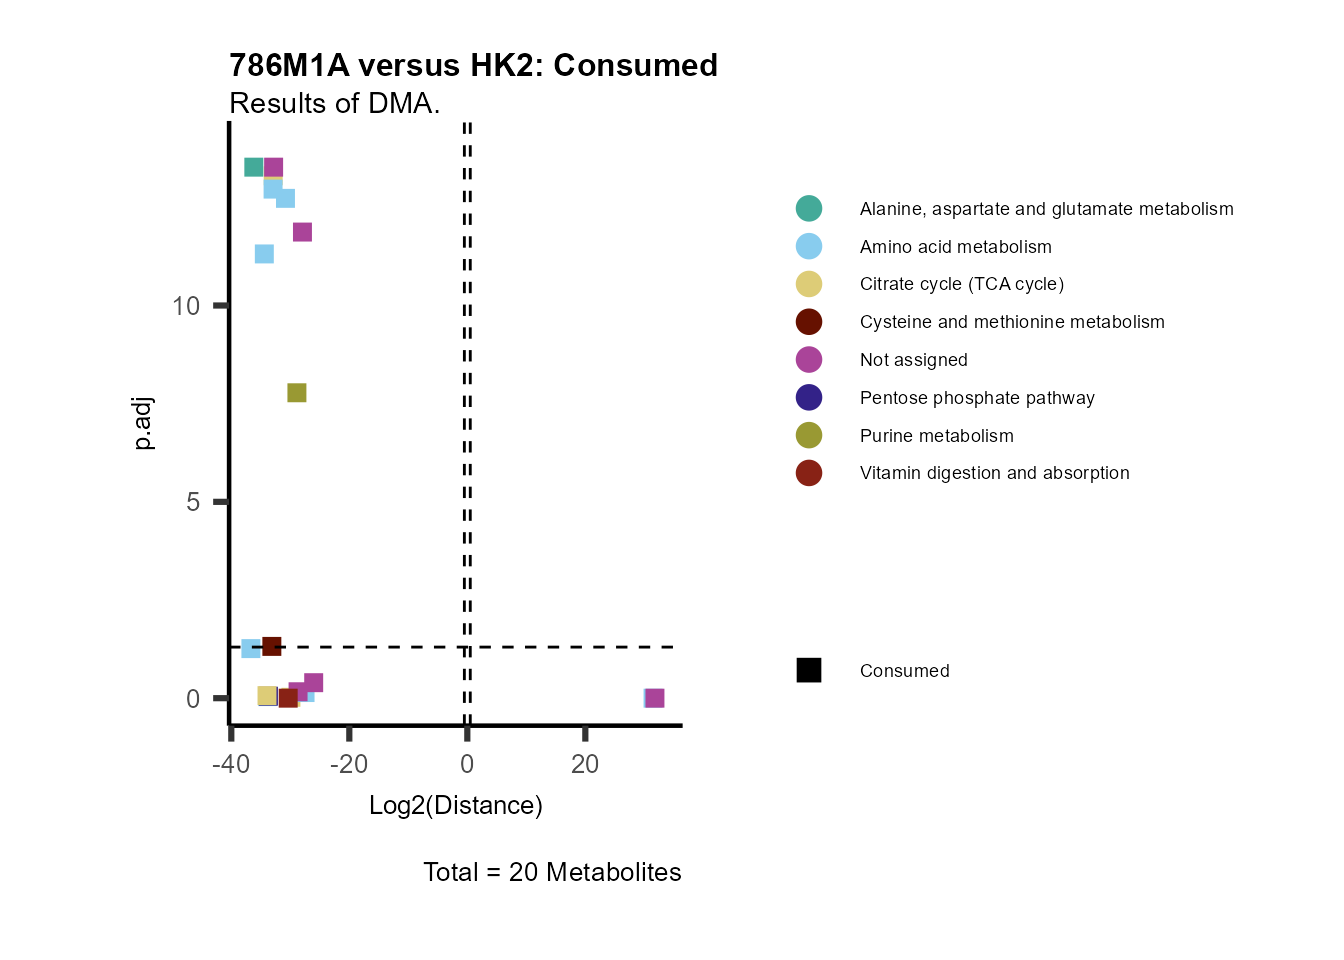 786M1A versus HK2: Consumed
Results of DMA.
p.adj
10
5
0
-40
-20
0
20
Log2(Distance)
Total = 20 Metabolites
Alanine, aspartate and glutamate metabolism
Amino acid metabolism
Citrate cycle (TCA cycle)
Cysteine and methionine metabolism
Not assigned
Pentose phosphate pathway
Purine metabolism
Vitamin digestion and absorption
Consumed